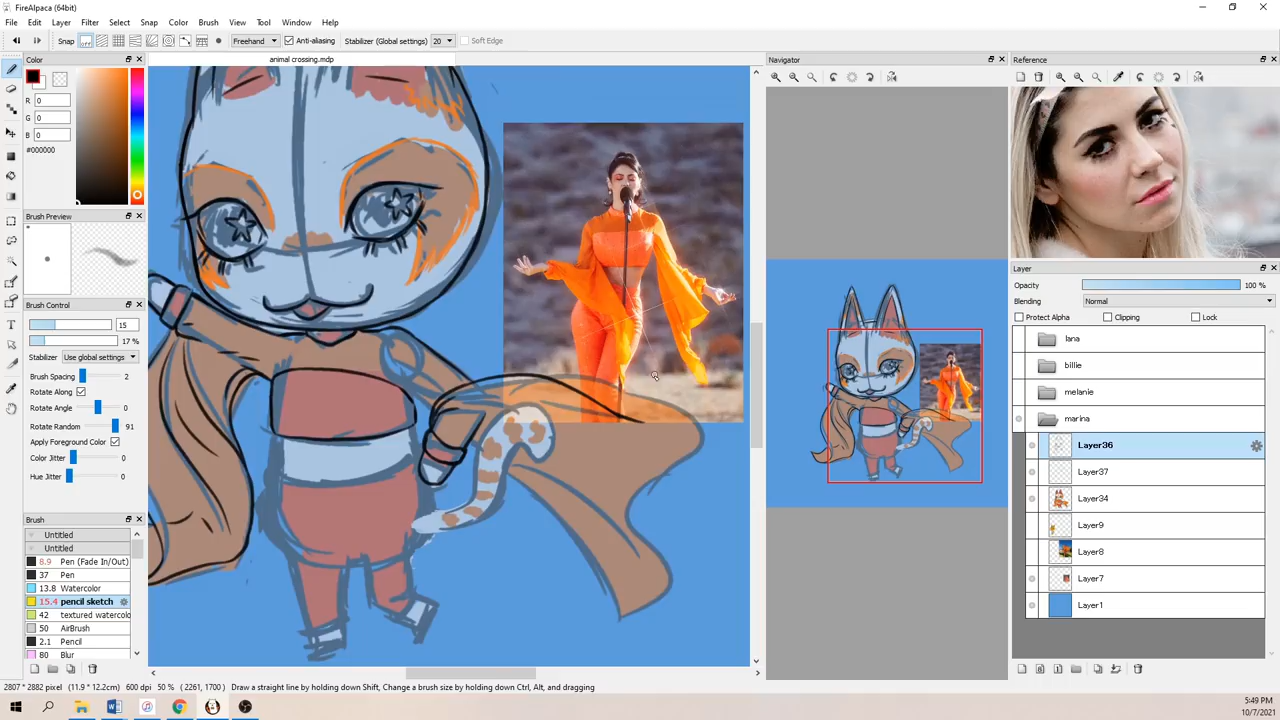 FireAlpaca (64bit)
File Edit Layer Filter Select Snap Color Brush View Tool Window Help
Snap OFF Freehand Anti-aliasing Stabilizer (Global settings) 20 Soft Edge
Color
animal crossing.mdp
Navigator
Reference
R 0
G 0
B 0
#000000
Brush Preview
Brush Control
15
17 %
Stabilizer Use global settings
Brush Spacing 2
Rotate Along
Rotate Angle 0
Rotate Random 91
Apply Foreground Color
Color Jitter 0
Hue Jitter 0
Brush
Untitled
Untitled
8.9 Pen (Fade In/Out)
37 Pen
13.8 Watercolor
15.4 pencil sketch
42 textured watercolo
50 AirBrush
2.1 Pencil
80 Blur
Layer
Opacity 100 %
Blending Normal
Protect Alpha Clipping Lock
lana
billie
melanie
marina
Layer36
Layer37
Layer34
Layer9
Layer8
Layer7
Layer1
2807 * 2882 pixel (11.9 * 12.2cm) 600 dpi 50 % (2261, 1700) Draw a straight line by holding down Shift, Change a brush size by holding down Ctrl, Alt, and dragging
5:49 PM
10/7/2021